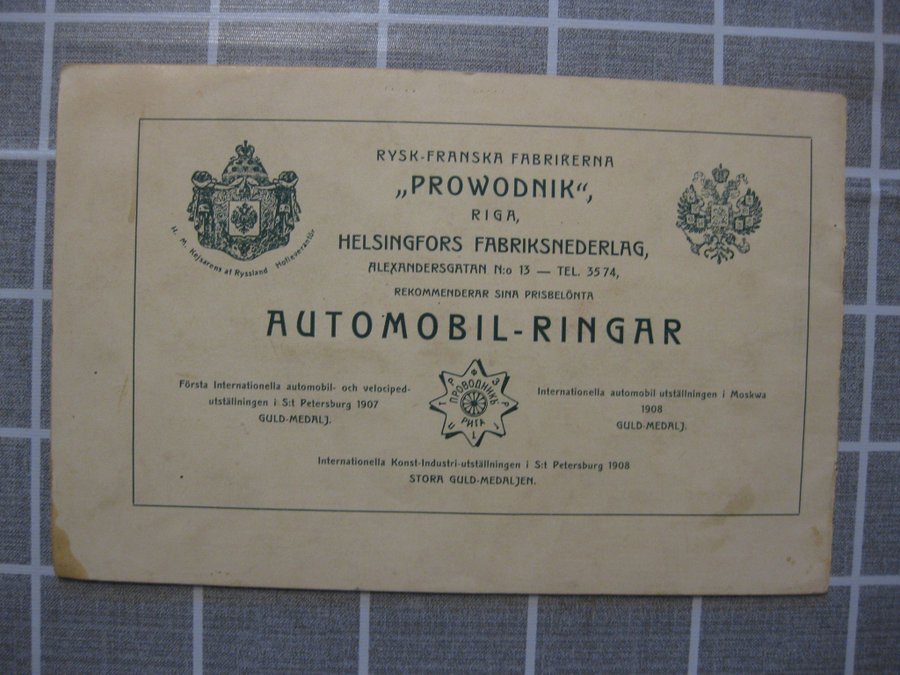 RYSK-FRANSKA FABRIKERNA
„PROWODNIK“,
RIGA,
HELSINGFORS FABRIKSNEDERLAG,
ALEXANDERSGATAN N:o 13 — TEL. 3574,
REKOMMENDERAR SINA PRISBELÖNTA
AUTOMOBIL-RINGAR
H. M. Kejsarens af Ryssland Hofleverantör
Första Internationella automobil- och velociped-
utställningen i S:t Petersburg 1907
GULD-MEDALJ.
ПРОВОДНИКЪ
РИГА
Internationella automobil utställningen i Moskwa
1908
GULD-MEDALJ.
Internationella Konst-Industri-utställningen i S:t Petersburg 1908
STORA GULD-MEDALJEN.